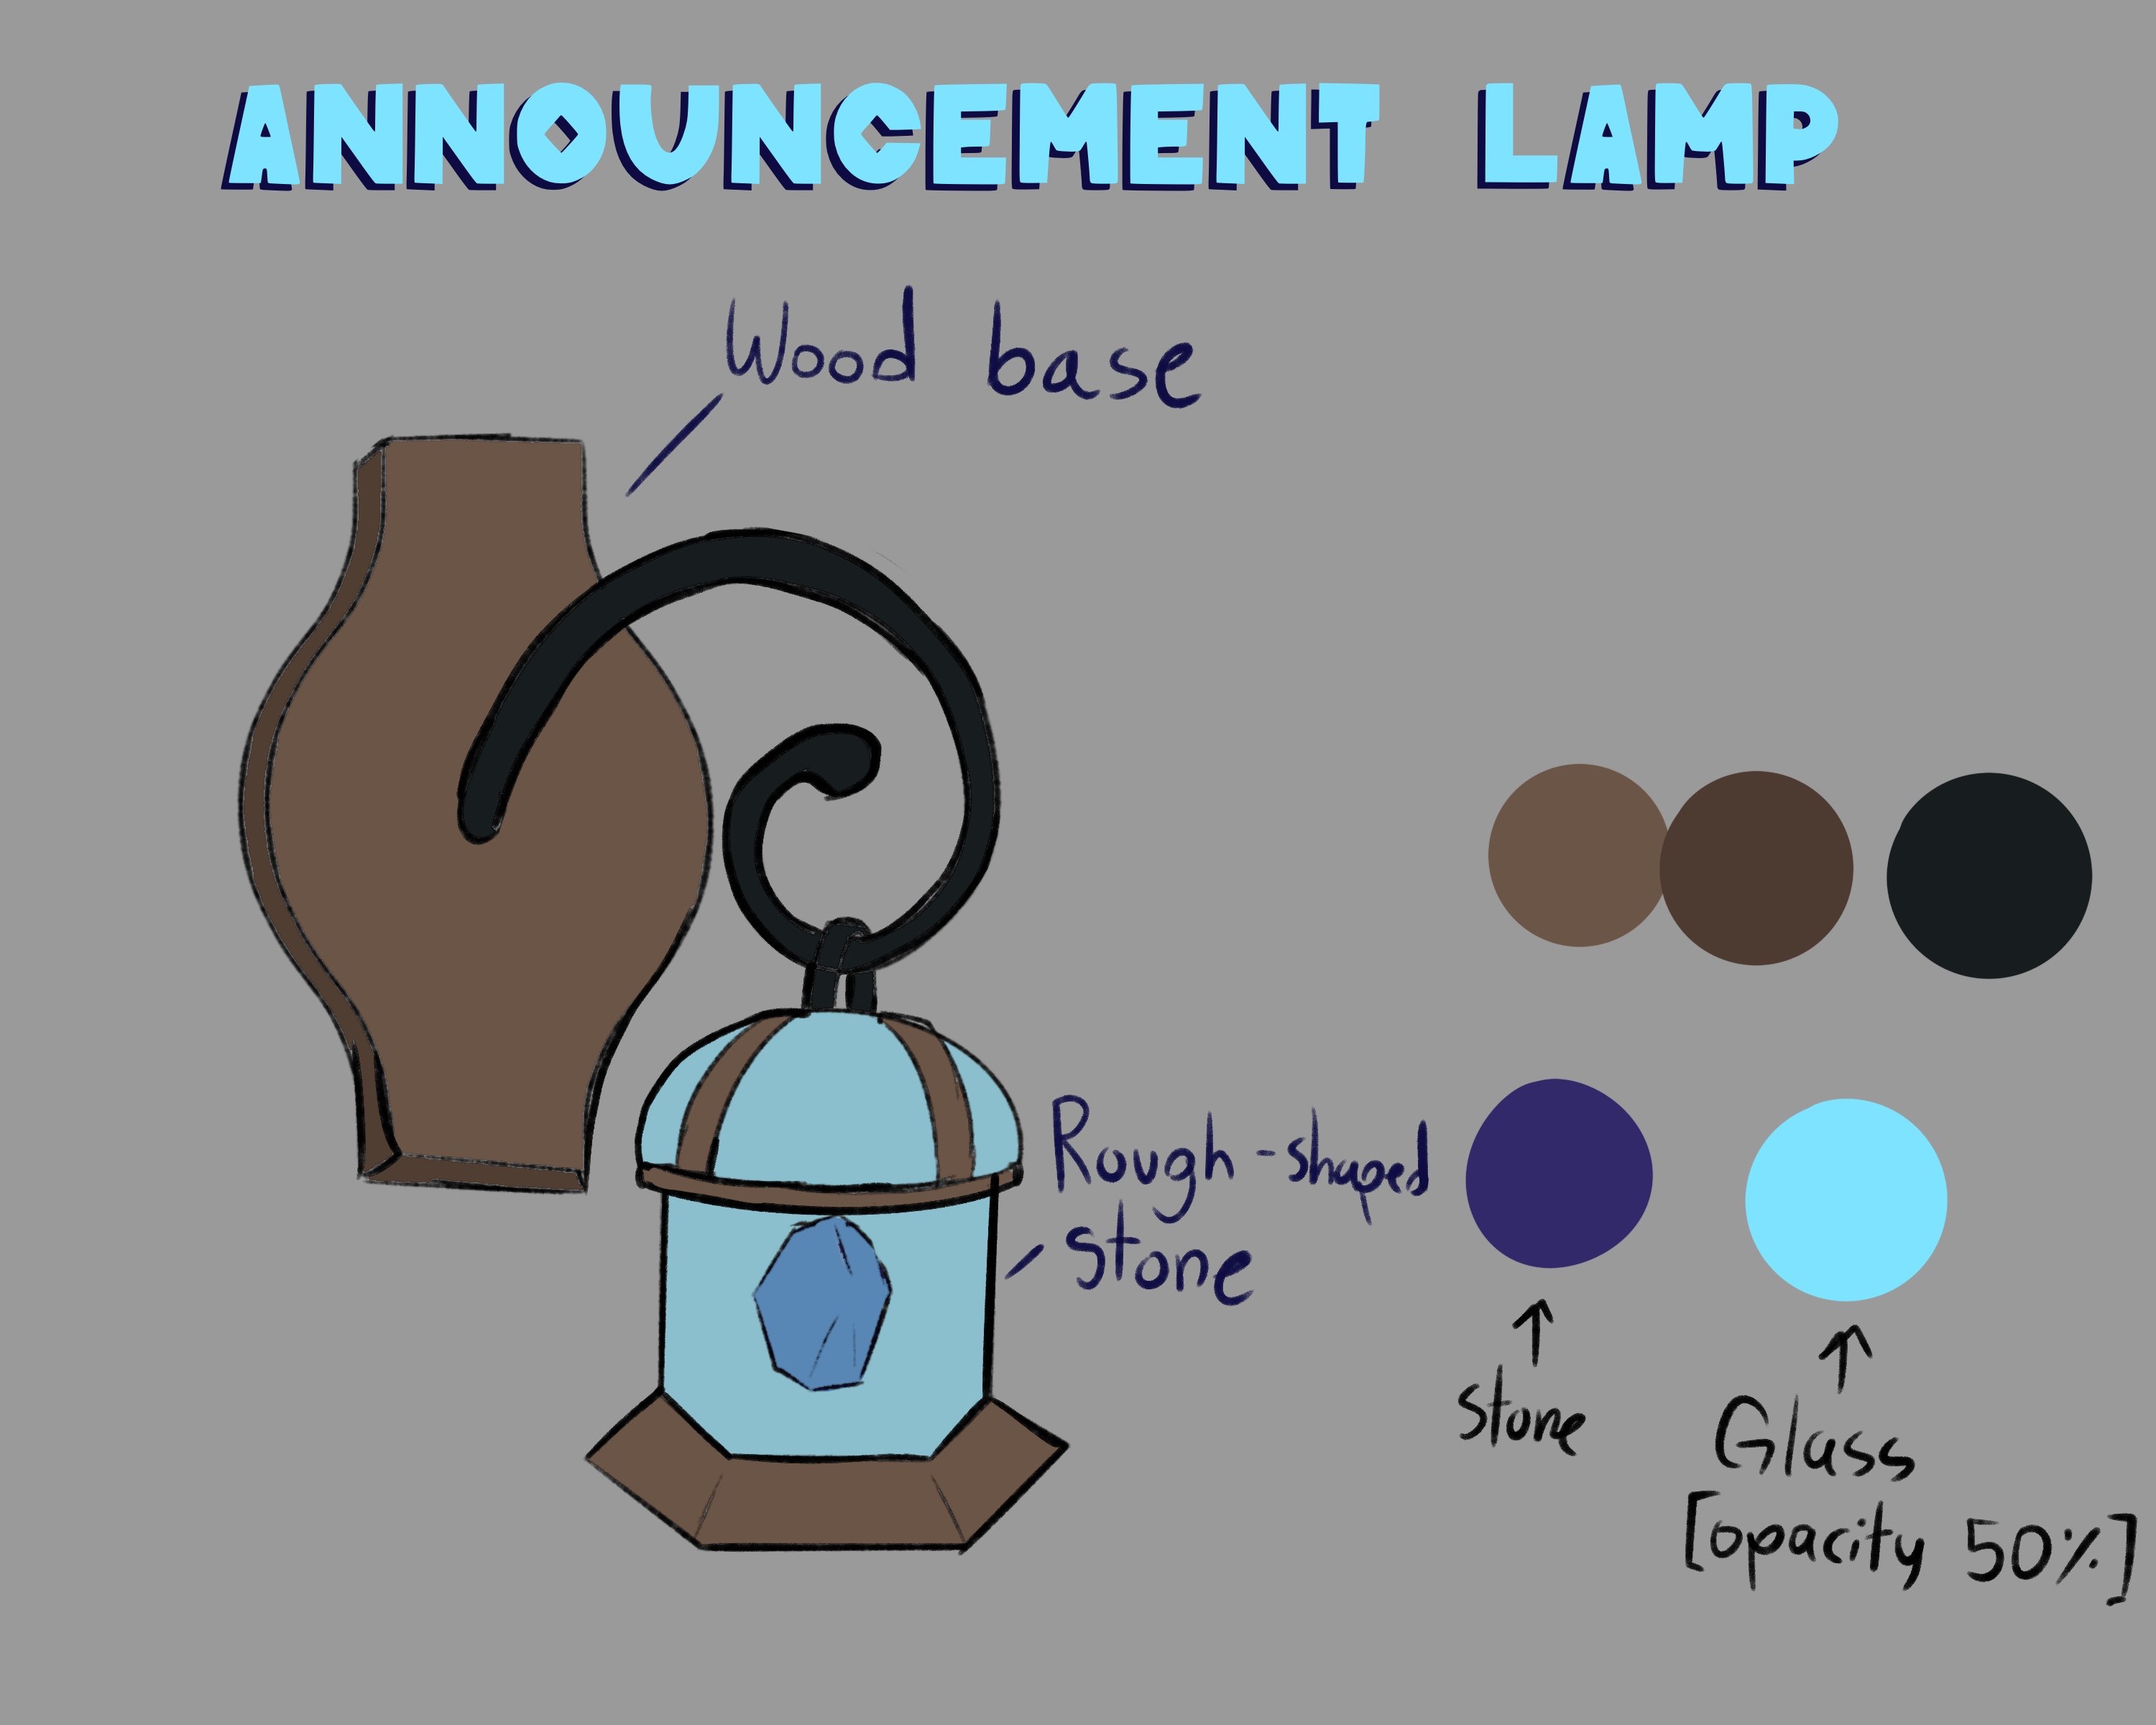 ANNOUNCEMENT LAMP
Wood base
Rough-shaped
stone
stone
Glass
[opacity 50%]